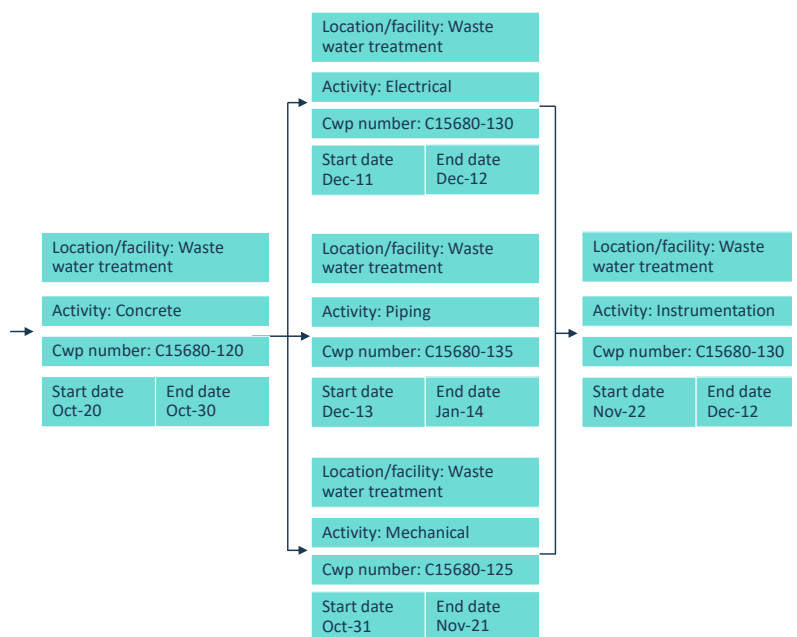 Location/facility: Waste
water treatment
Activity: Concrete
Cwp number: C15680-120
Start date
Oct-20
End date
Oct-30
Location/facility: Waste
water treatment
Activity: Electrical
Cwp number: C15680-130
Start date
Dec-11
End date
Dec-12
Location/facility: Waste
water treatment
Activity: Piping
Cwp number: C15680-135
Start date
Dec-13
End date
Jan-14
Location/facility: Waste
water treatment
Activity: Mechanical
Cwp number: C15680-125
Start date
Oct-31
End date
Nov-21
Location/facility: Waste
water treatment
Activity: Instrumentation
Cwp number: C15680-130
Start date
Nov-22
End date
Dec-12